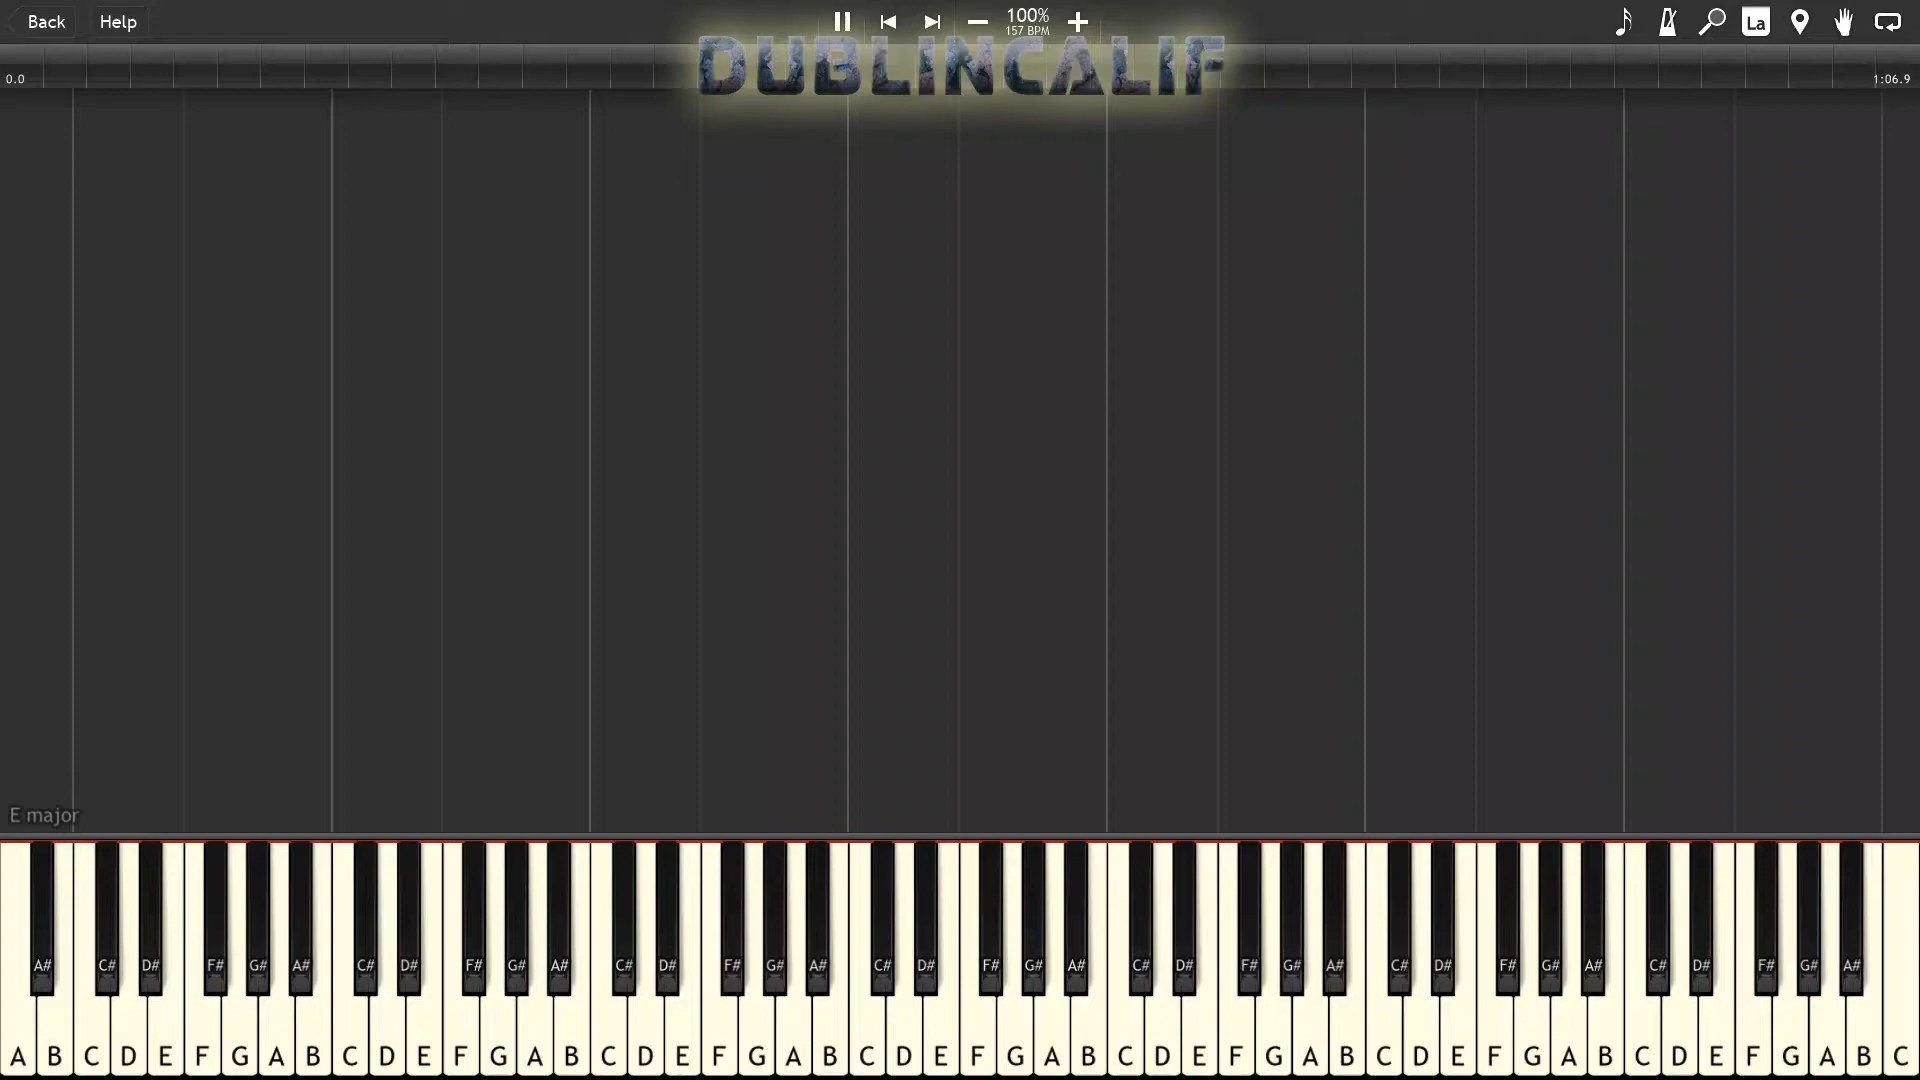 Back Help 100% La
157 BPM
DUBLINCALIF
0.0 1:06.9
E major
A# C# D# F# G# A# C# D# F# G# A# C# D# F# G# A# C# D# F# G# A# C# D# F# G# A# C# D# F# G# A# C# D# F# G# A#
A B C D E F G A B C D E F G A B C D E F G A B C D E F G A B C D E F G A B C D E F G A B C D E F G A B C